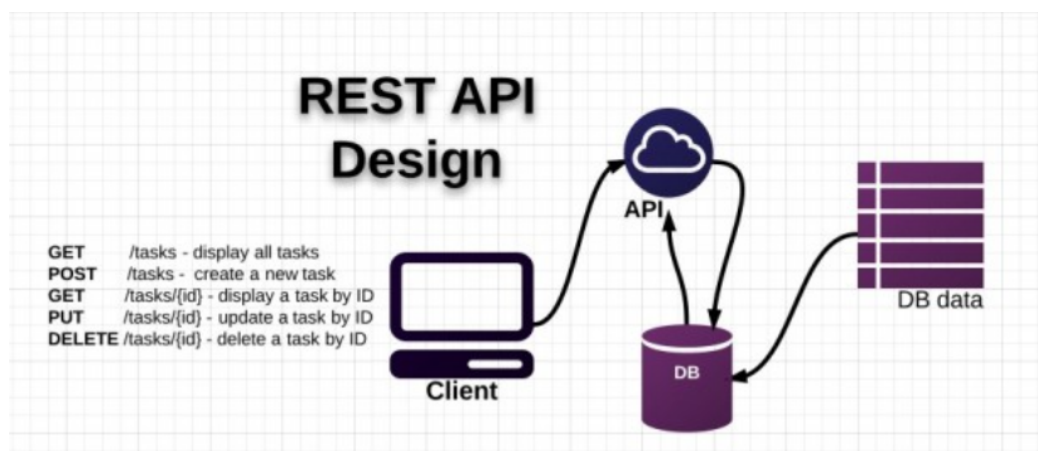 REST API
Design
GET /tasks - display all tasks
POST /tasks - create a new task
GET /tasks/{id} - display a task by ID
PUT /tasks/{id} - update a task by ID
DELETE /tasks/{id} - delete a task by ID
Client
API
DB
DB data